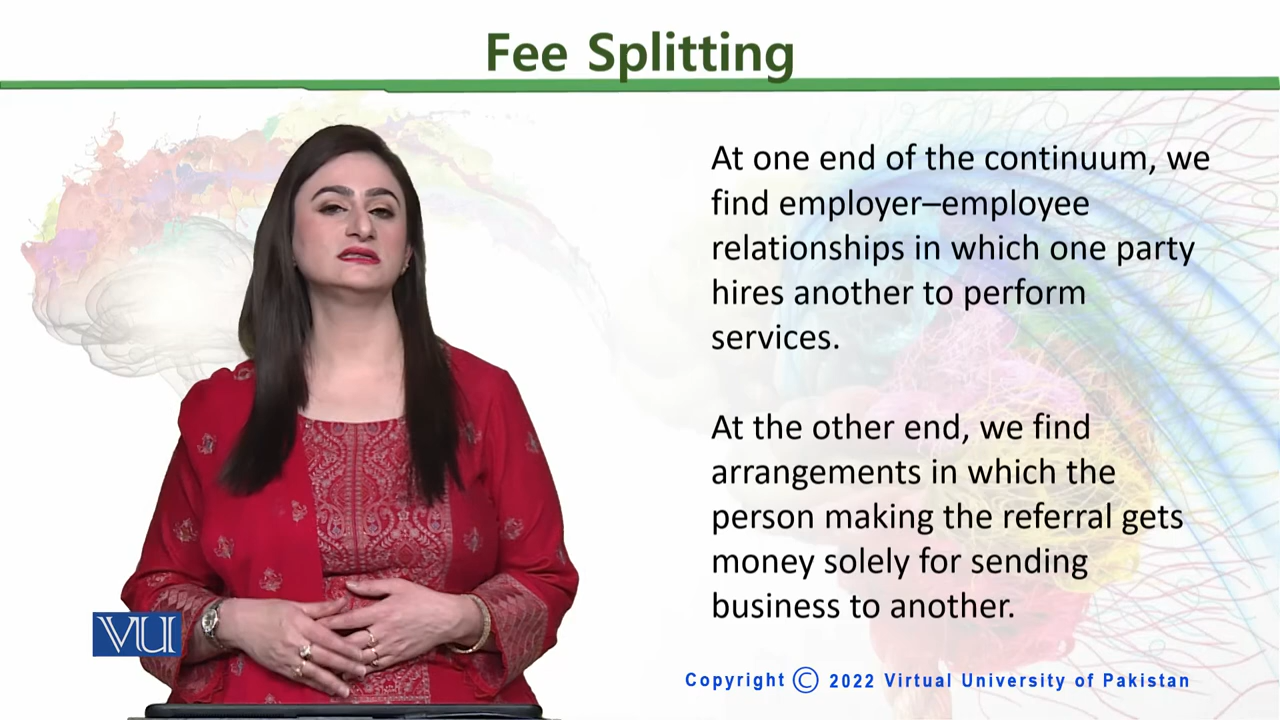 Fee Splitting
At one end of the continuum, we
find employer–employee
relationships in which one party
hires another to perform
services.
At the other end, we find
arrangements in which the
person making the referral gets
money solely for sending
business to another.
VU
Copyright © 2022 Virtual University of Pakistan